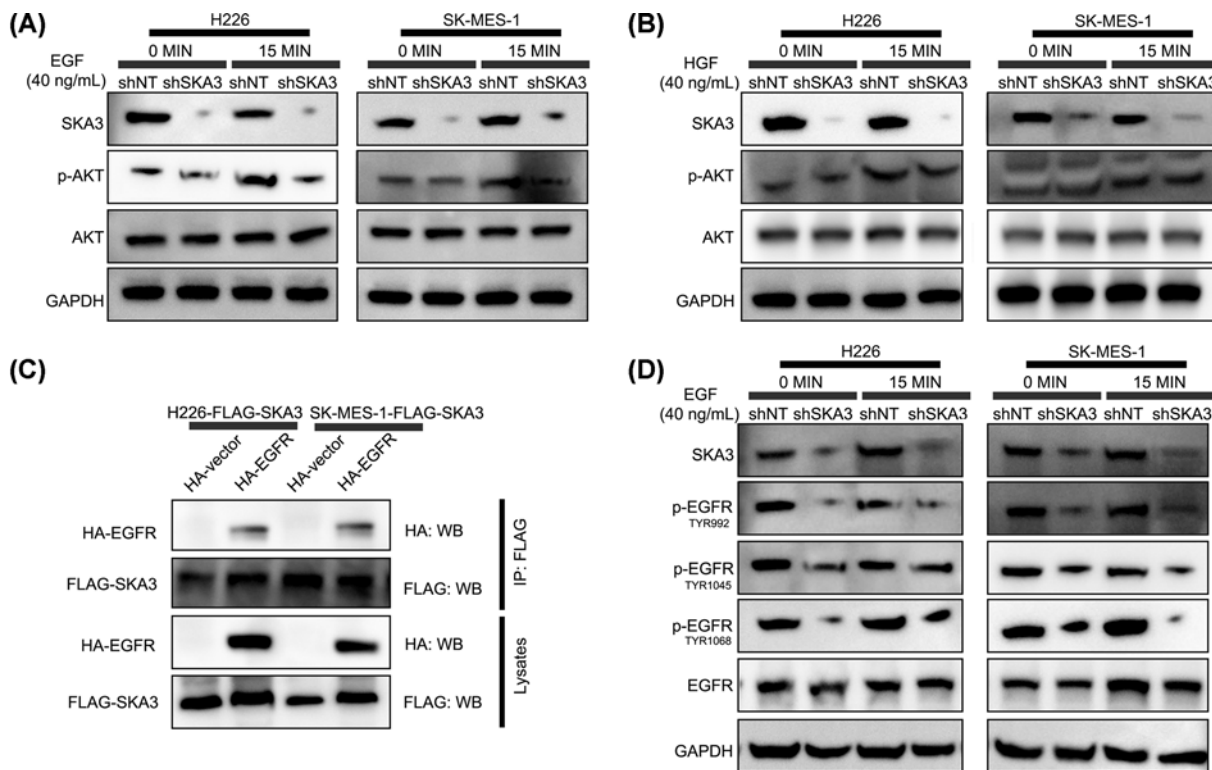 (A)
H226
SK-MES-1
EGF
(40 ng/mL)
0 MIN
15 MIN
0 MIN
15 MIN
shNT shSKA3 shNT shSKA3
shNT shSKA3 shNT shSKA3
SKA3
p-AKT
AKT
GAPDH
(B)
H226
SK-MES-1
HGF
(40 ng/mL)
0 MIN
15 MIN
0 MIN
15 MIN
shNT shSKA3 shNT shSKA3
shNT shSKA3 shNT shSKA3
SKA3
p-AKT
AKT
GAPDH
(C)
H226-FLAG-SKA3
SK-MES-1-FLAG-SKA3
HA-vector
HA-EGFR
HA-vector
HA-EGFR
HA-EGFR
HA: WB
FLAG-SKA3
FLAG: WB
IP: FLAG
HA-EGFR
HA: WB
FLAG-SKA3
FLAG: WB
Lysates
(D)
H226
SK-MES-1
EGF
(40 ng/mL)
0 MIN
15 MIN
0 MIN
15 MIN
shNT shSKA3 shNT shSKA3
shNT shSKA3 shNT shSKA3
SKA3
p-EGFR
TYR992
p-EGFR
TYR1045
p-EGFR
TYR1068
EGFR
GAPDH